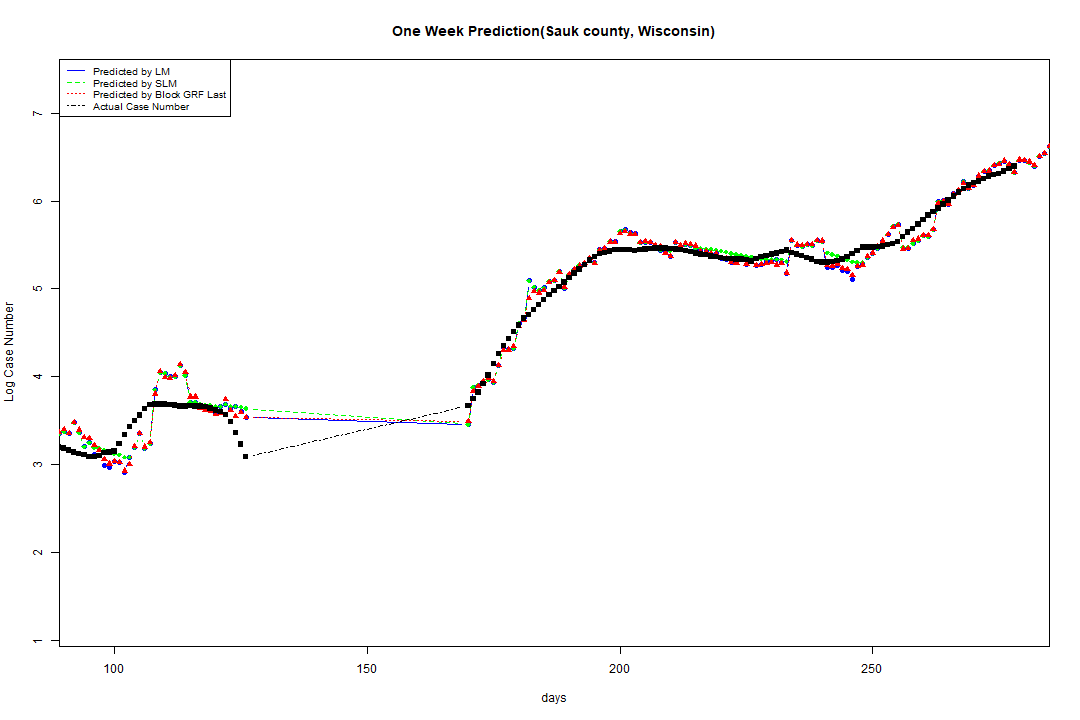 One Week Prediction(Sauk county, Wisconsin)
Predicted by LM
Predicted by SLM
Predicted by Block GRF Last
Actual Case Number
7
6
5
4
3
2
1
Log Case Number
100 150 200 250
days